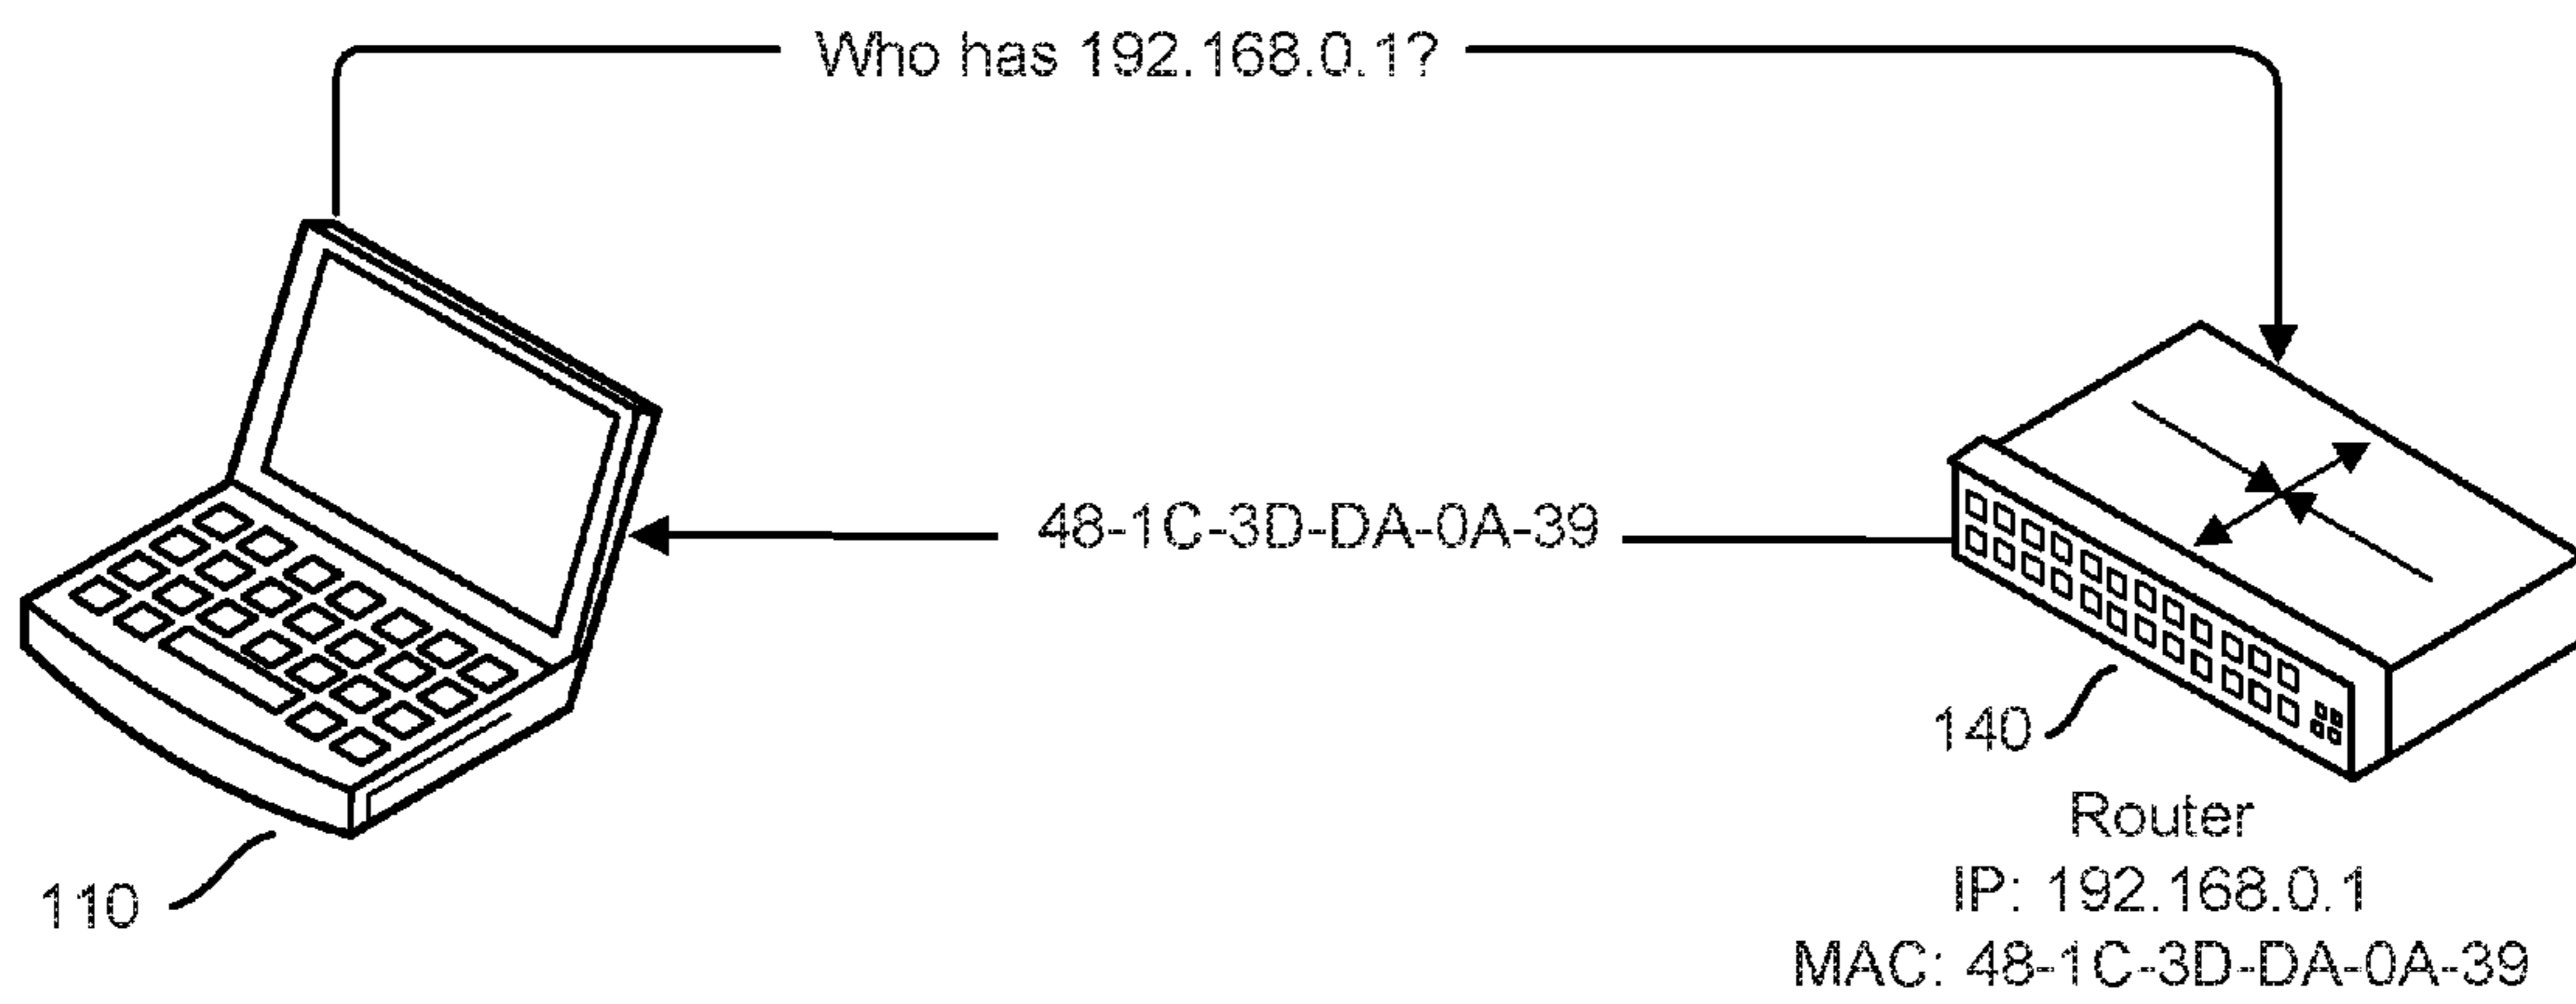 Who has 192.168.0.1?
48-1C-3D-DA-0A-39
140
110
Router
IP: 192.168.0.1
MAC: 48-1C-3D-DA-0A-39